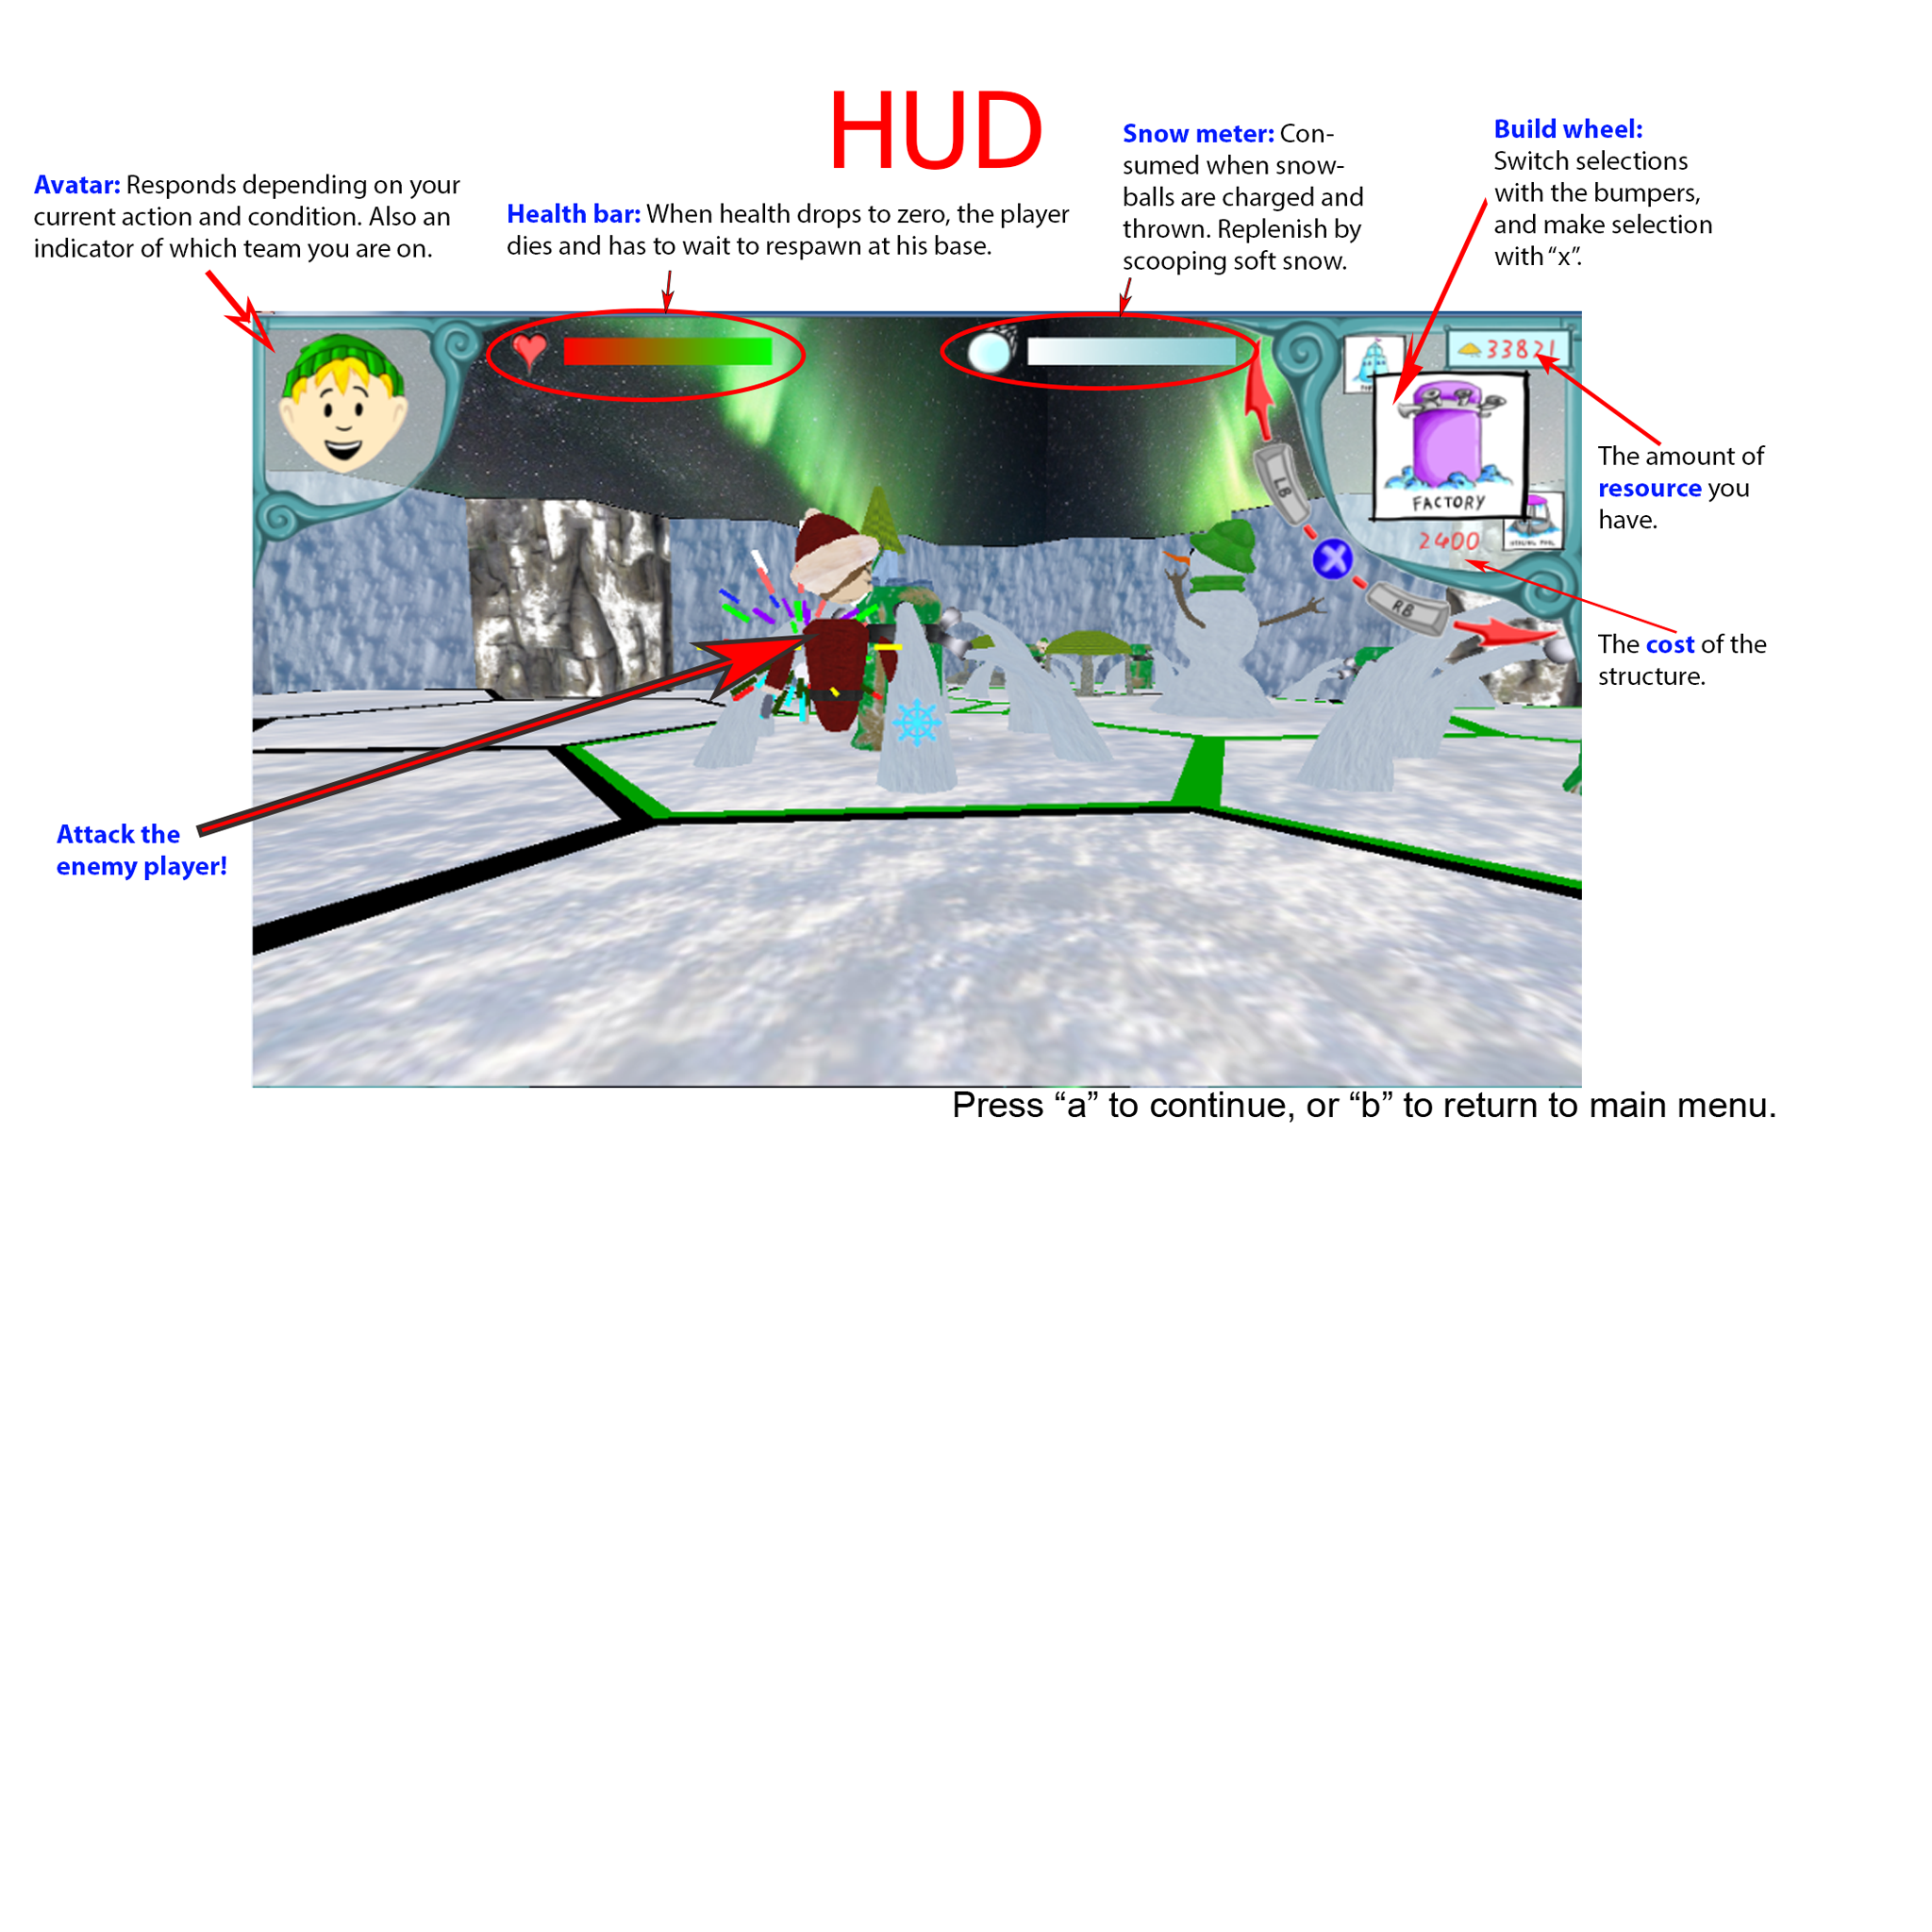 HUD
Avatar: Responds depending on your
current action and condition. Also an
indicator of which team you are on.
Health bar: When health drops to zero, the player
dies and has to wait to respawn at his base.
Snow meter: Con-
sumed when snow-
balls are charged and
thrown. Replenish by
scooping soft snow.
Build wheel:
Switch selections
with the bumpers,
and make selection
with “x”.
33821
FACTORY
2400
LB
X
RB
The amount of
resource you
have.
The cost of the
structure.
Attack the
enemy player!
Press “a” to continue, or “b” to return to main menu.